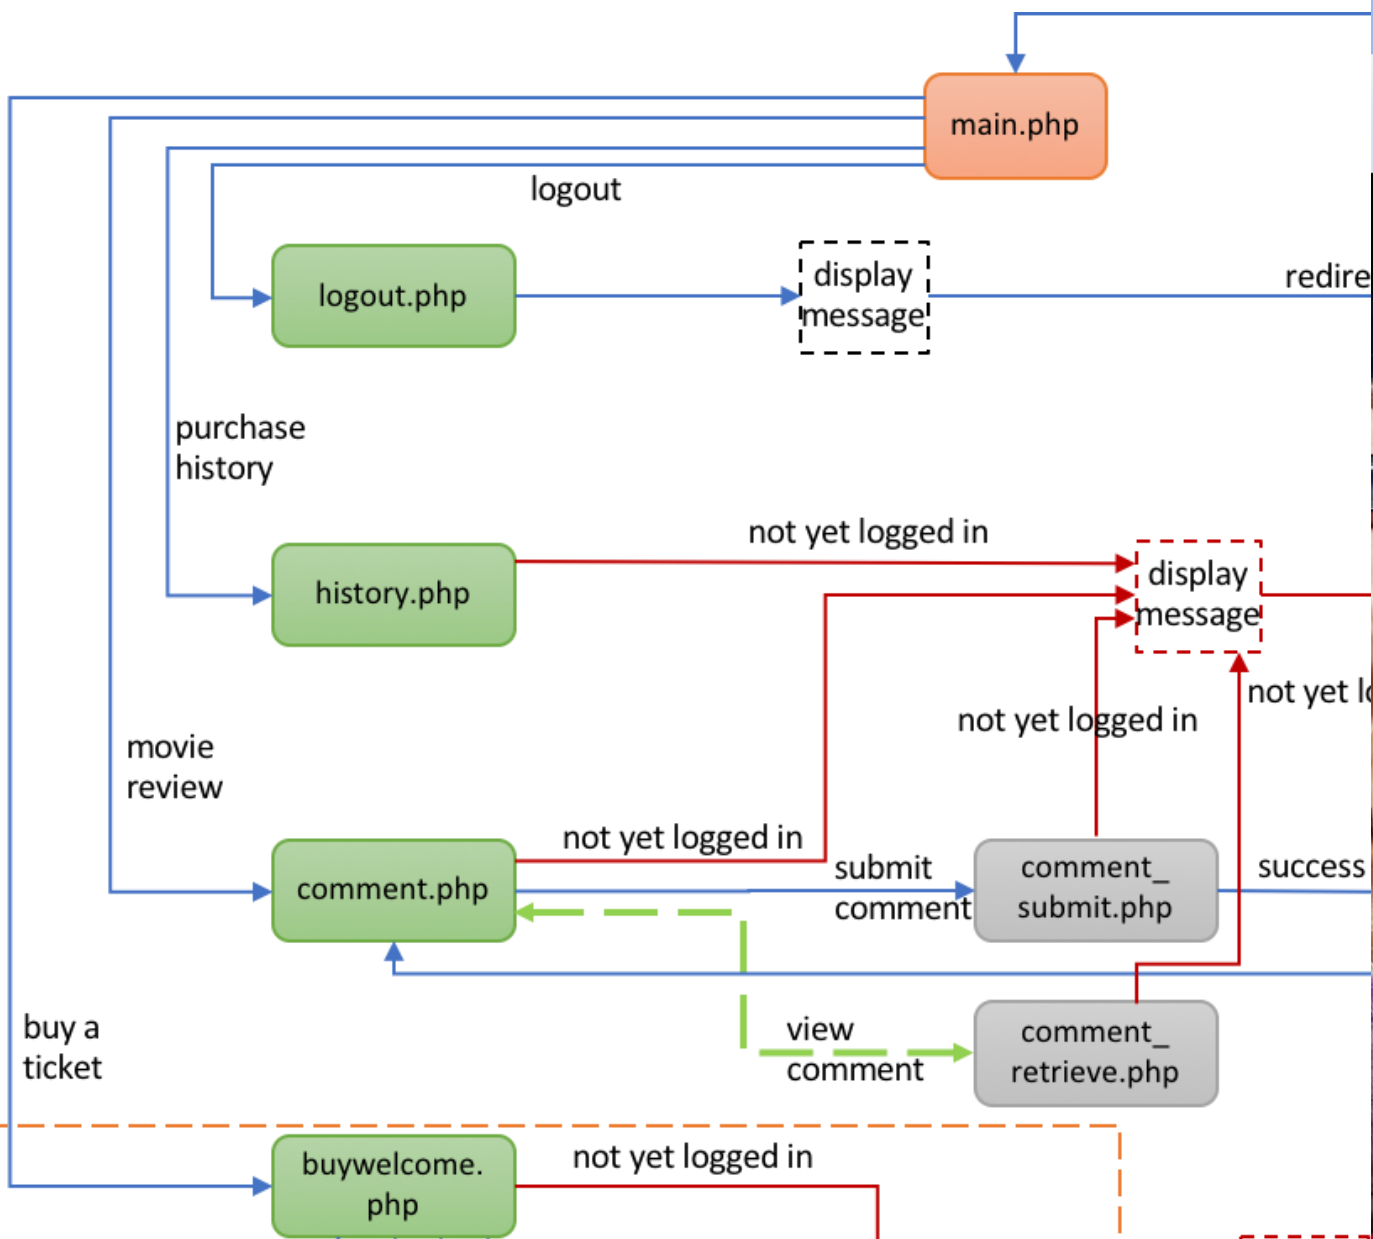 main.php
logout
logout.php
display
message
redire
purchase
history
not yet logged in
history.php
display
message
not yet lo
not yet logged in
movie
review
not yet logged in
comment.php
submit
comment
comment_
submit.php
success
view
comment
comment_
retrieve.php
buy a
ticket
buywelcome.
php
not yet logged in